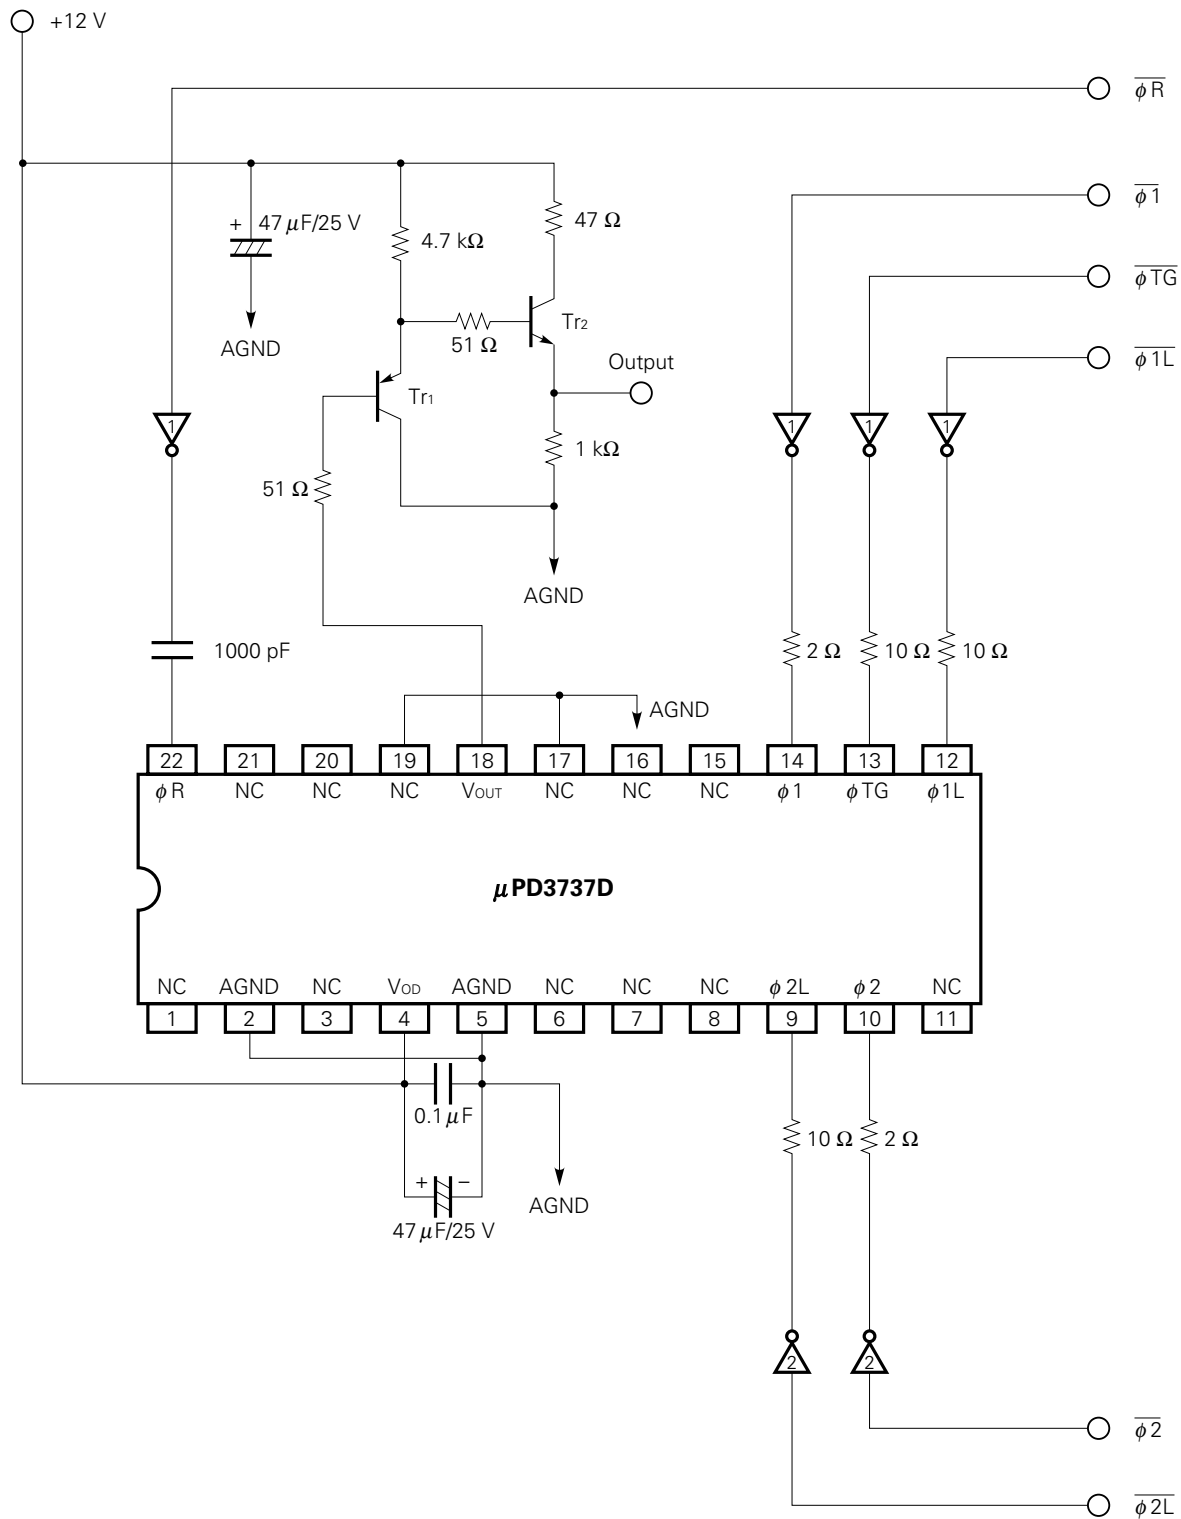 +12 V
φR
φ1
47 μF/25 V
+
47 Ω
4.7 kΩ
φTG
Tr2
51 Ω
AGND
Output
φ1L
Tr1
1
1
1
1
1 kΩ
51 Ω
AGND
1000 pF
2 Ω
10 Ω
10 Ω
AGND
22 21 20 19 18 17 16 15 14 13 12
φR NC NC NC VOUT NC NC NC φ1 φTG φ1L
μPD3737D
NC AGND NC VOD AGND NC NC NC φ2L φ2 NC
1 2 3 4 5 6 7 8 9 10 11
0.1 μF
10 Ω
2 Ω
+ −
AGND
47 μF/25 V
2
2
φ2
φ2L